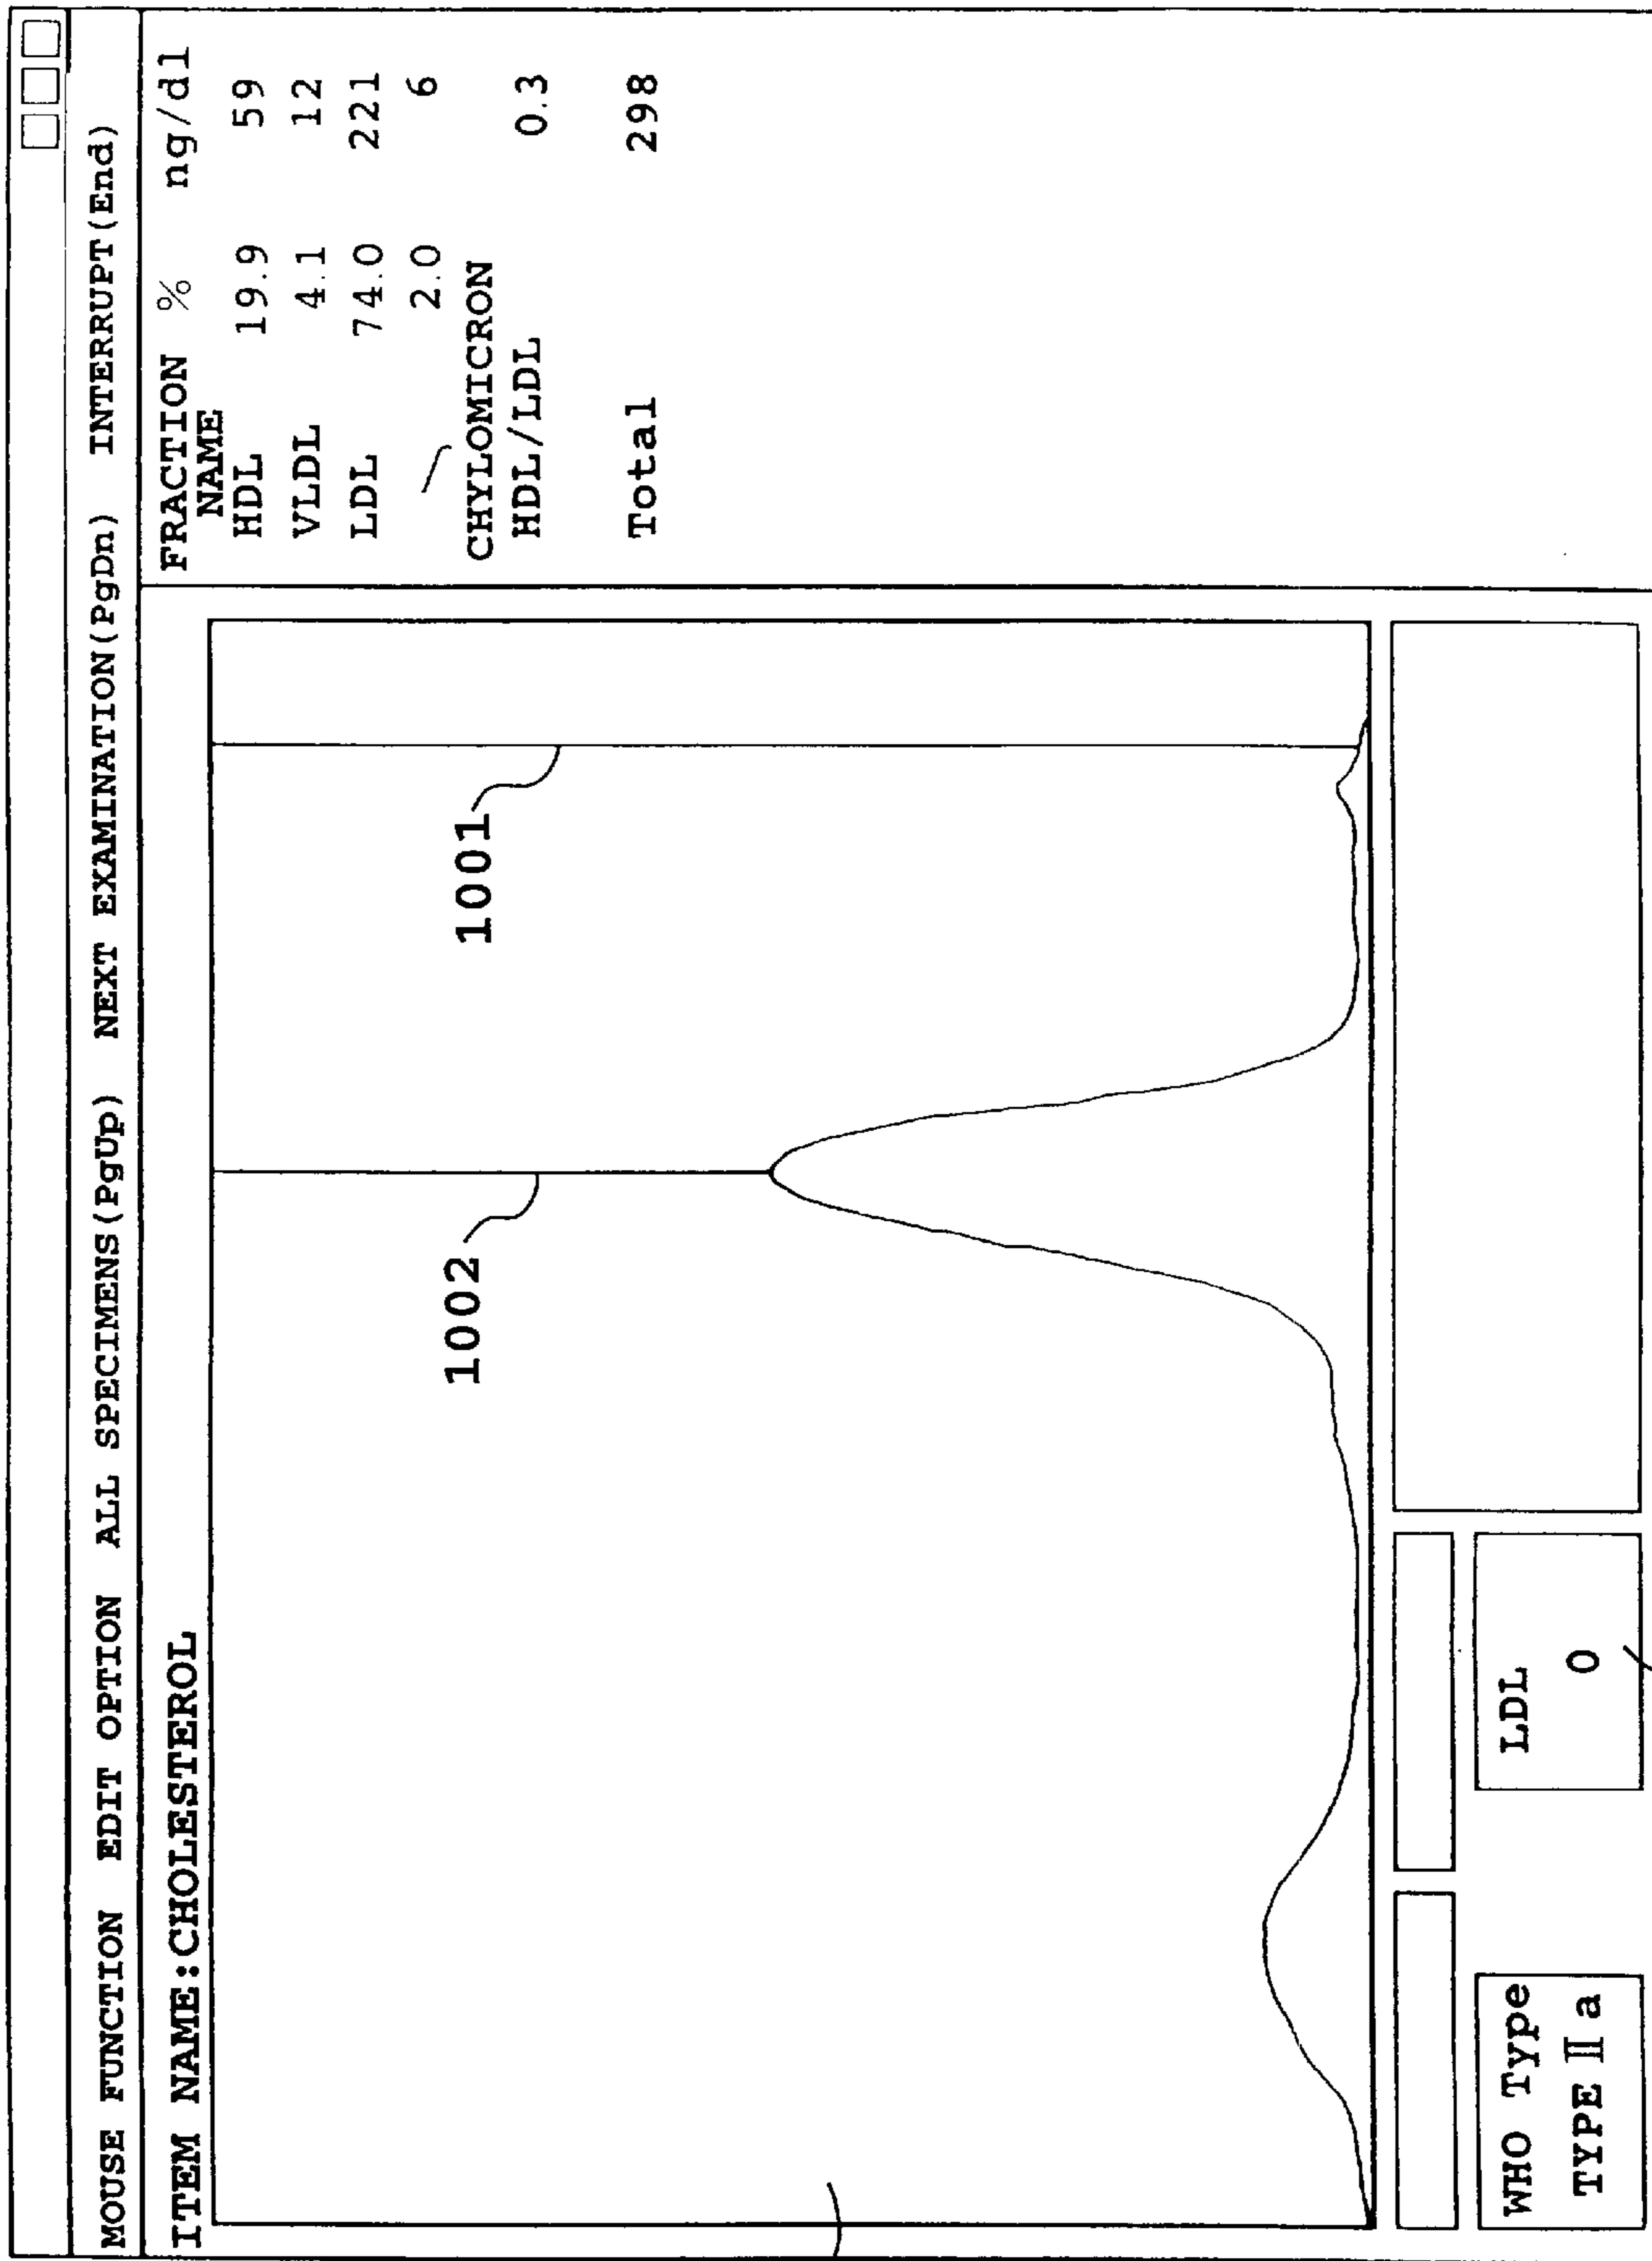 MOUSE FUNCTION EDIT OPTION ALL SPECIMENS(PgUp) NEXT EXAMINATION(PgDn) INTERRUPT(End)
ITEM NAME:CHOLESTEROL
1002
1001
FRACTION NAME % ng/dl
HDL 19.9 59
VLDL 4.1 12
LDL 74.0 221
2.0 6
CHYLOMICRON
HDL/LDL 0.3
Total 298
WHO Type
TYPE II a
LDL
0